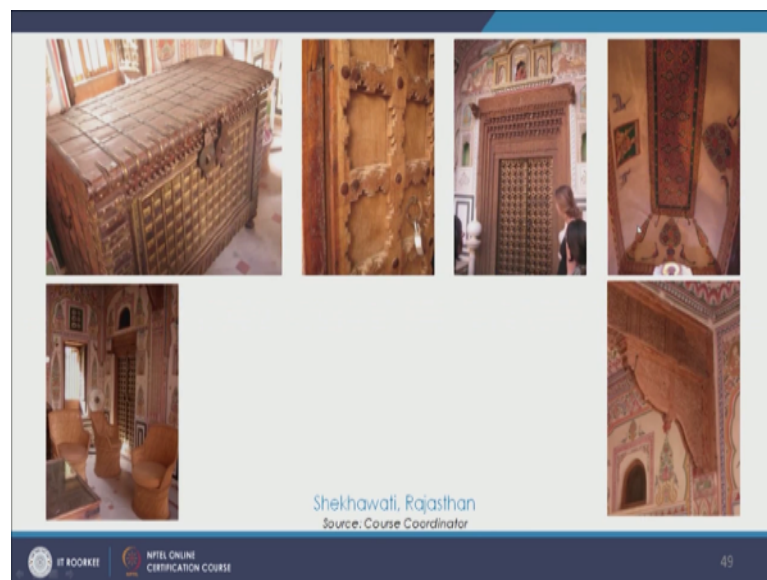 Shekhawati, Rajasthan
Source: Course Coordinator
IIT ROORKEE
NPTEL ONLINE
CERTIFICATION COURSE
49